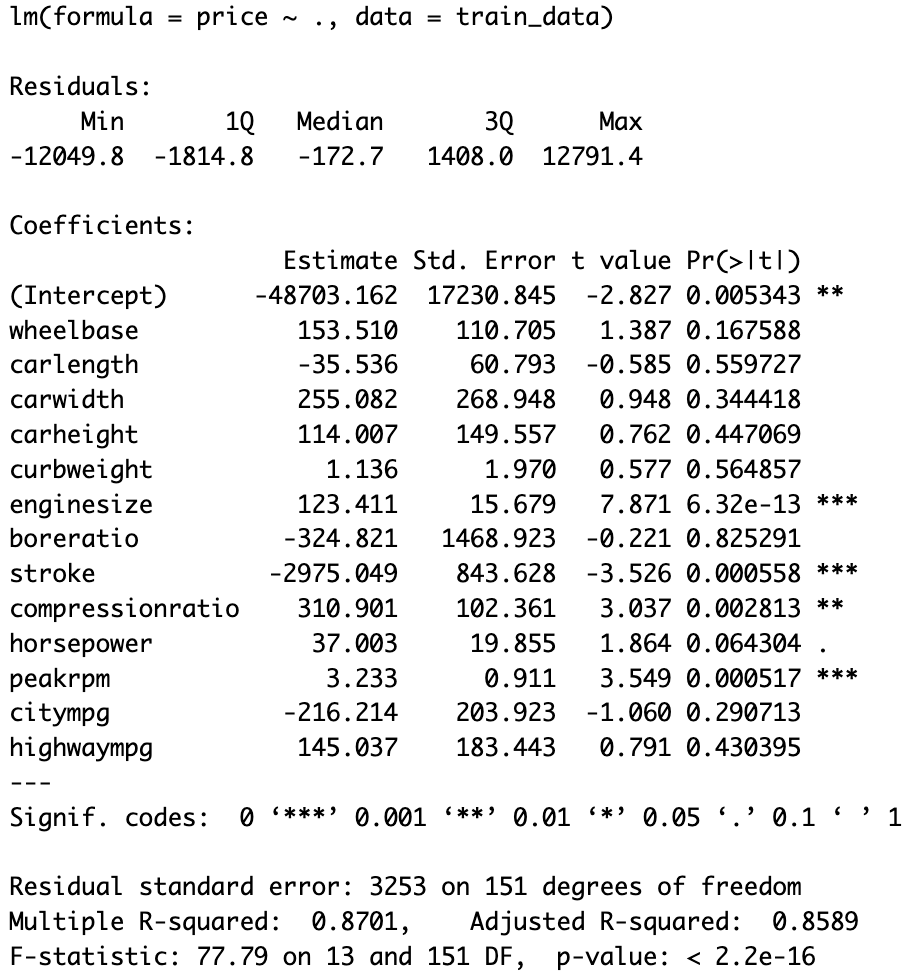 lm(formula = price ~ ., data = train_data)

Residuals:
     Min       1Q   Median       3Q      Max
-12049.8  -1814.8   -172.7   1408.0  12791.4

Coefficients:
                   Estimate Std. Error t value Pr(>|t|)
(Intercept)      -48703.162  17230.845  -2.827 0.005343 **
wheelbase           153.510    110.705   1.387 0.167588
carlength           -35.536     60.793  -0.585 0.559727
carwidth            255.082    268.948   0.948 0.344418
carheight           114.007    149.557   0.762 0.447069
curbweight            1.136      1.970   0.577 0.564857
enginesize          123.411     15.679   7.871 6.32e-13 ***
boreratio          -324.821   1468.923  -0.221 0.825291
stroke            -2975.049    843.628  -3.526 0.000558 ***
compressionratio    310.901    102.361   3.037 0.002813 **
horsepower           37.003     19.855   1.864 0.064304 .
peakrpm               3.233      0.911   3.549 0.000517 ***
citympg            -216.214    203.923  -1.060 0.290713
highwaympg          145.037    183.443   0.791 0.430395
---
Signif. codes:  0 ‘***’ 0.001 ‘**’ 0.01 ‘*’ 0.05 ‘.’ 0.1 ‘ ’ 1

Residual standard error: 3253 on 151 degrees of freedom
Multiple R-squared:  0.8701,    Adjusted R-squared:  0.8589
F-statistic: 77.79 on 13 and 151 DF,  p-value: < 2.2e-16